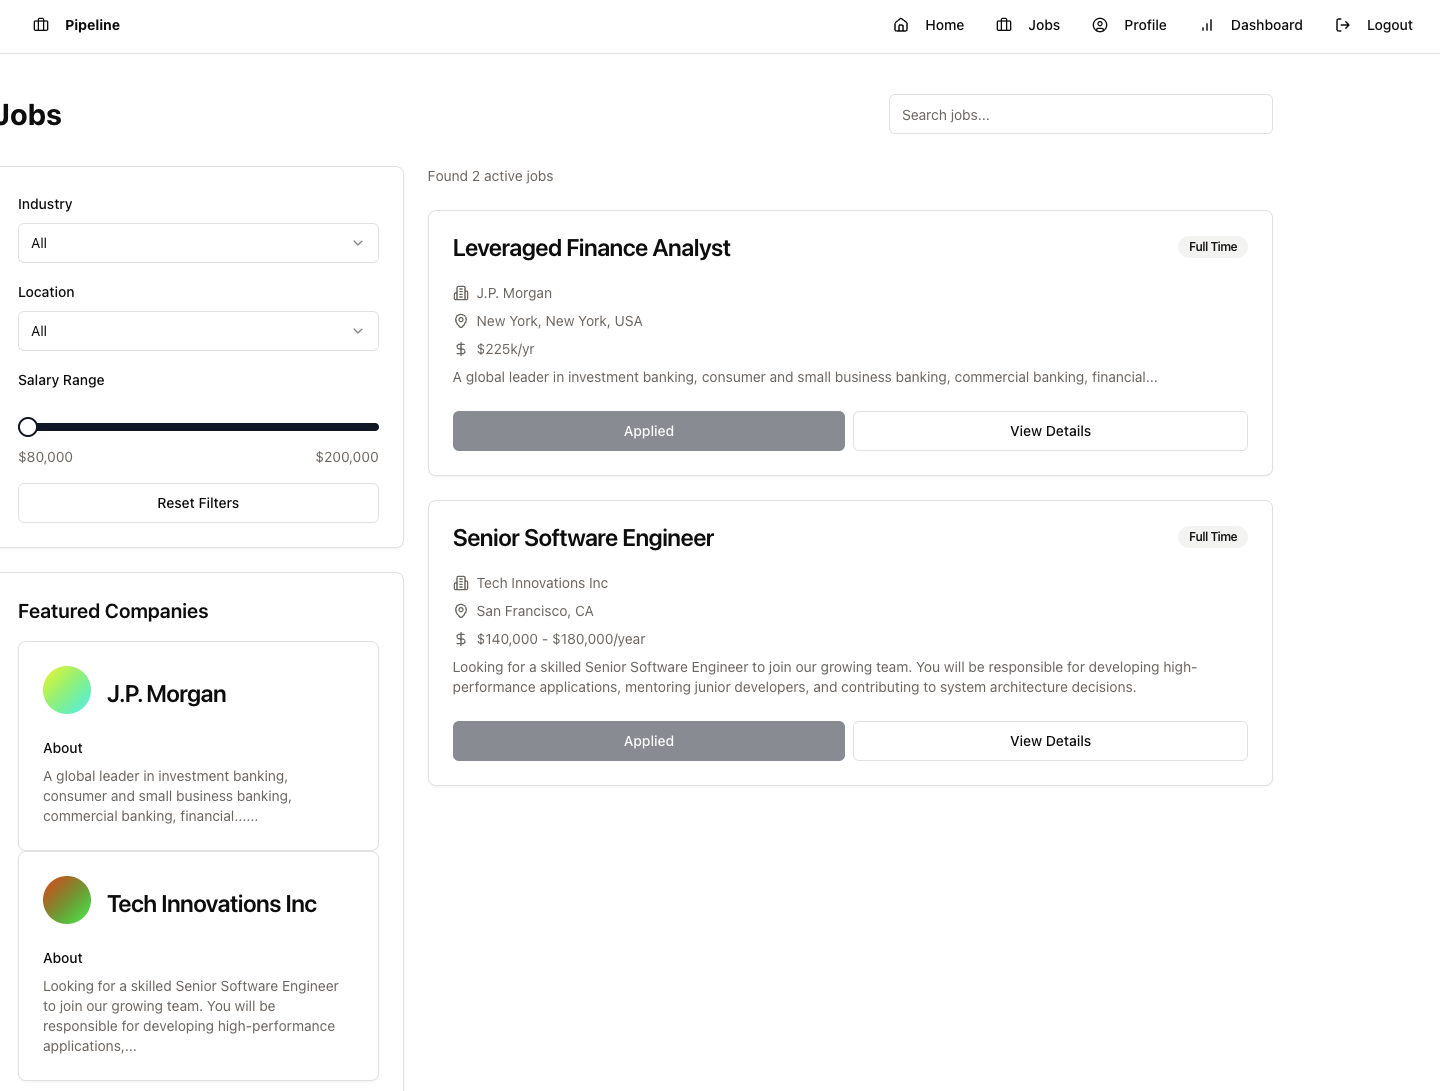 Pipeline
Home
Jobs
Profile
Dashboard
Logout
Jobs
Search jobs...
Industry
All
Location
All
Salary Range
$80,000
$200,000
Reset Filters
Featured Companies
J.P. Morgan
About
A global leader in investment banking,
consumer and small business banking,
commercial banking, financial......
Tech Innovations Inc
About
Looking for a skilled Senior Software Engineer
to join our growing team. You will be
responsible for developing high-performance
applications,...
Found 2 active jobs
Leveraged Finance Analyst
Full Time
J.P. Morgan
New York, New York, USA
$225k/yr
A global leader in investment banking, consumer and small business banking, commercial banking, financial...
Applied
View Details
Senior Software Engineer
Full Time
Tech Innovations Inc
San Francisco, CA
$140,000 - $180,000/year
Looking for a skilled Senior Software Engineer to join our growing team. You will be responsible for developing high-
performance applications, mentoring junior developers, and contributing to system architecture decisions.
Applied
View Details